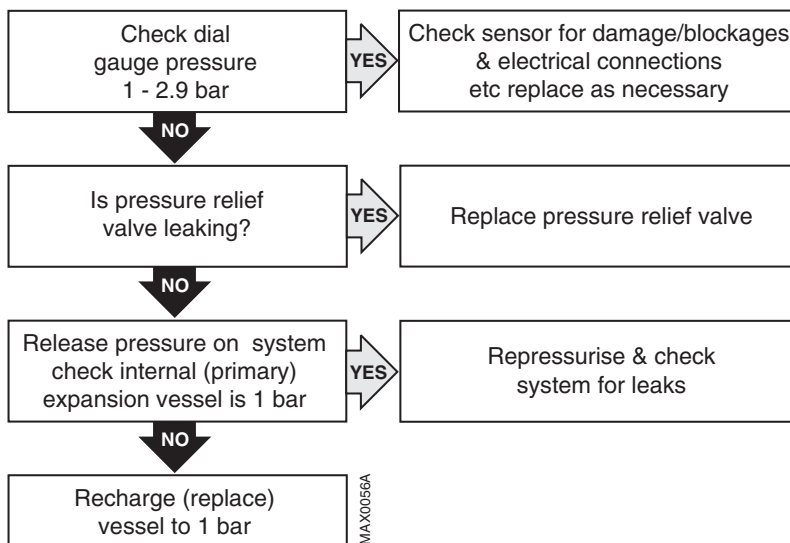 Check dial
gauge pressure
1 - 2.9 bar
YES
Check sensor for damage/blockages
& electrical connections
etc replace as necessary
NO
Is pressure relief
valve leaking?
YES
Replace pressure relief valve
NO
Release pressure on system
check internal (primary)
expansion vessel is 1 bar
YES
Repressurise & check
system for leaks
NO
Recharge (replace)
vessel to 1 bar
MAX0056A